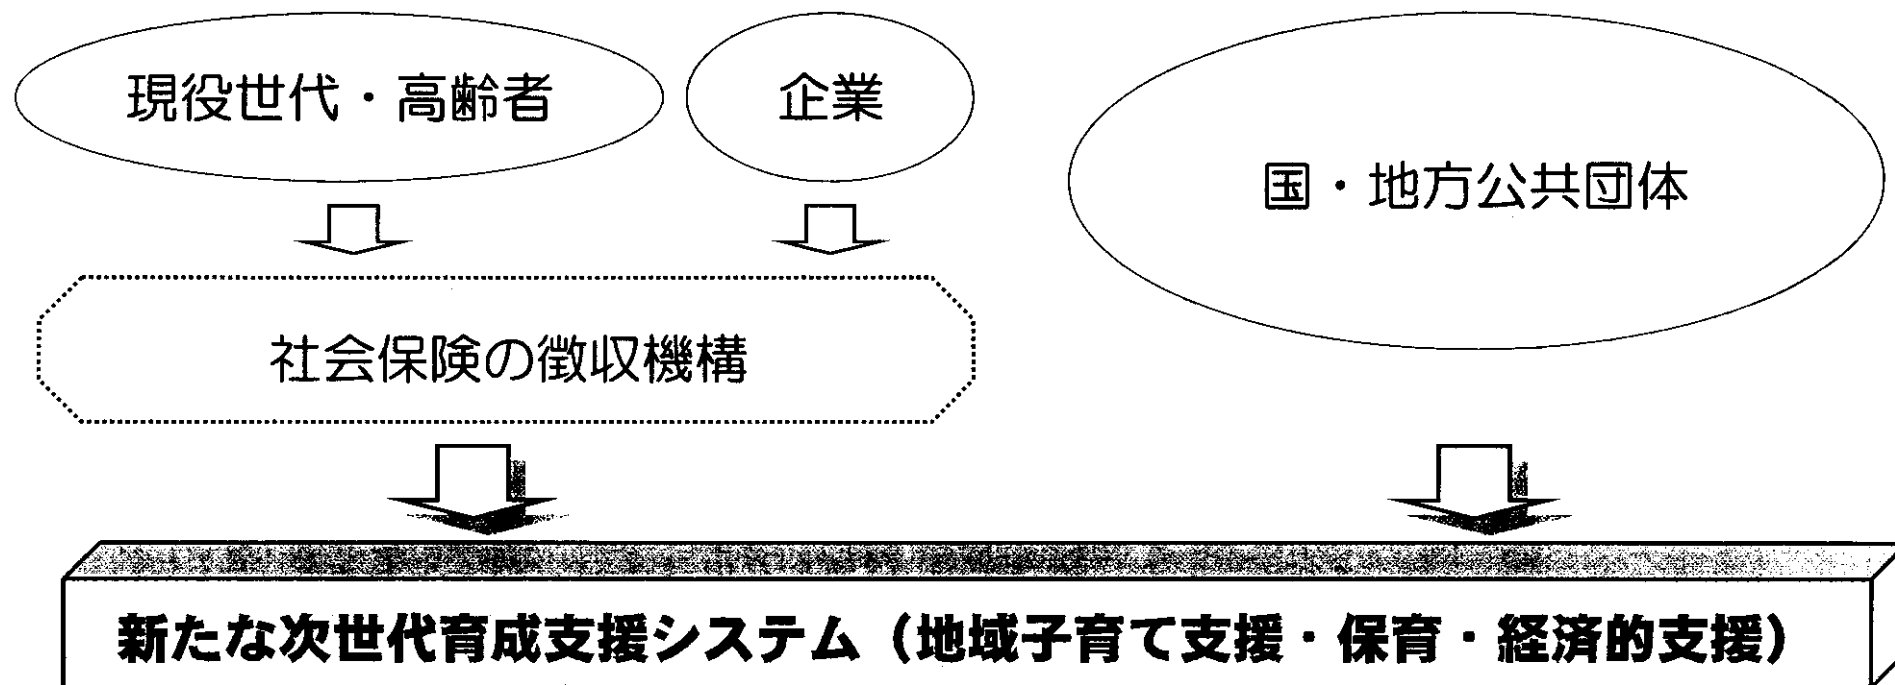 現役世代・高齢者
企業
国・地方公共団体
社会保険の徴収機構
新たな次世代育成支援システム（地域子育て支援・保育・経済的支援）